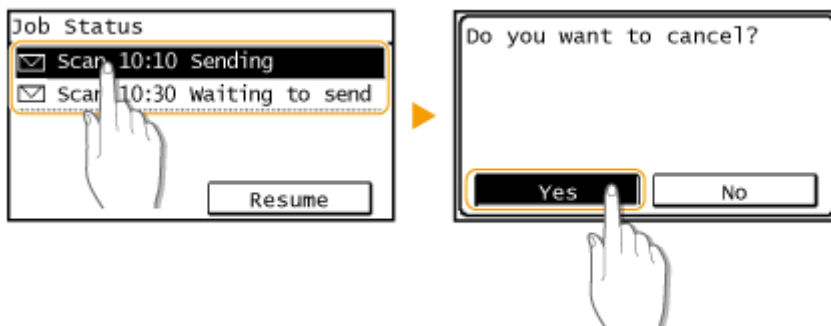 Job Status
Scan 10:10 Sending
Scan 10:30 Waiting to send
Resume
Do you want to cancel?
Yes
No